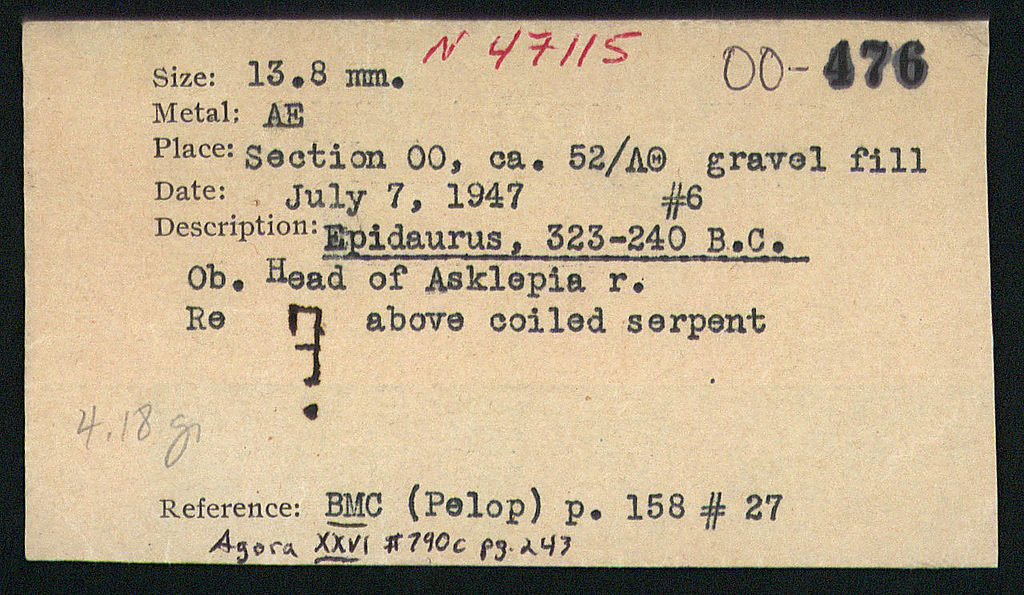 N 47115
00-476
Size: 13.8 mm.
Metal: AE
Place: Section OO, ca. 52/ΛΘ gravel fill
Date: July 7, 1947 #6
Description: Epidaurus, 323-240 B.C.
Ob. Head of Asklepia r.
Re above coiled serpent
4.18 gr
Reference: BMC (Pelop) p. 158 # 27
Agora XXVI #790c pg. 243